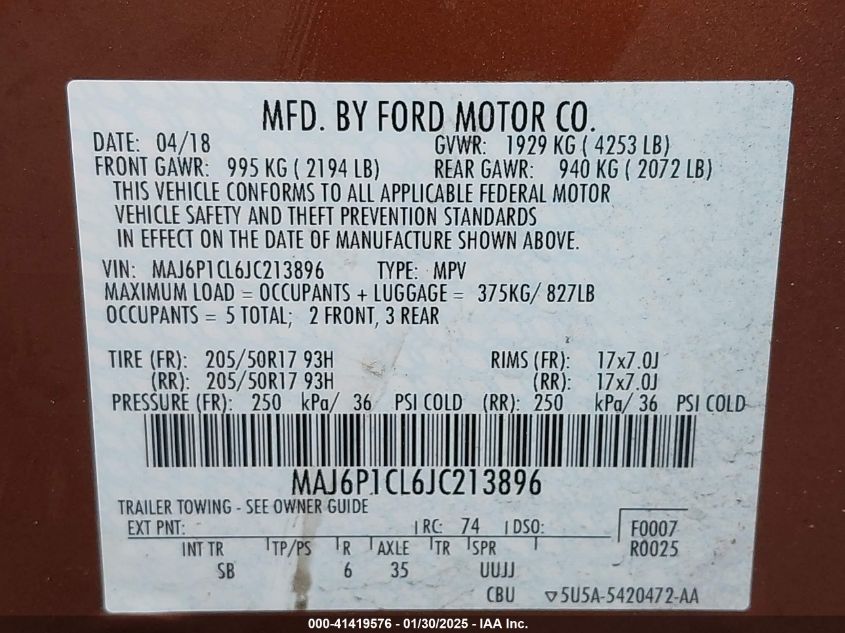 MFD. BY FORD MOTOR CO.
DATE: 04/18 GVWR: 1929 KG ( 4253 LB)
FRONT GAWR: 995 KG ( 2194 LB) REAR GAWR: 940 KG ( 2072 LB)
THIS VEHICLE CONFORMS TO ALL APPLICABLE FEDERAL MOTOR
VEHICLE SAFETY AND THEFT PREVENTION STANDARDS
IN EFFECT ON THE DATE OF MANUFACTURE SHOWN ABOVE.
VIN: MAJ6P1CL6JC213896 TYPE: MPV
MAXIMUM LOAD = OCCUPANTS + LUGGAGE = 375KG/ 827LB
OCCUPANTS = 5 TOTAL; 2 FRONT, 3 REAR
TIRE (FR): 205/50R17 93H RIMS (FR): 17x7.0J
(RR): 205/50R17 93H (RR): 17x7.0J
PRESSURE (FR): 250 kPa/ 36 PSI COLD (RR): 250 kPa/ 36 PSI COLD
MAJ6P1CL6JC213896
TRAILER TOWING - SEE OWNER GUIDE
EXT PNT: RC: 74 DSO: F0007
R0025
INT TR TP/PS R AXLE TR SPR
SB 6 35 UUJJ
CBU ▽5U5A-5420472-AA
000-41419576 - 01/30/2025 - IAA Inc.